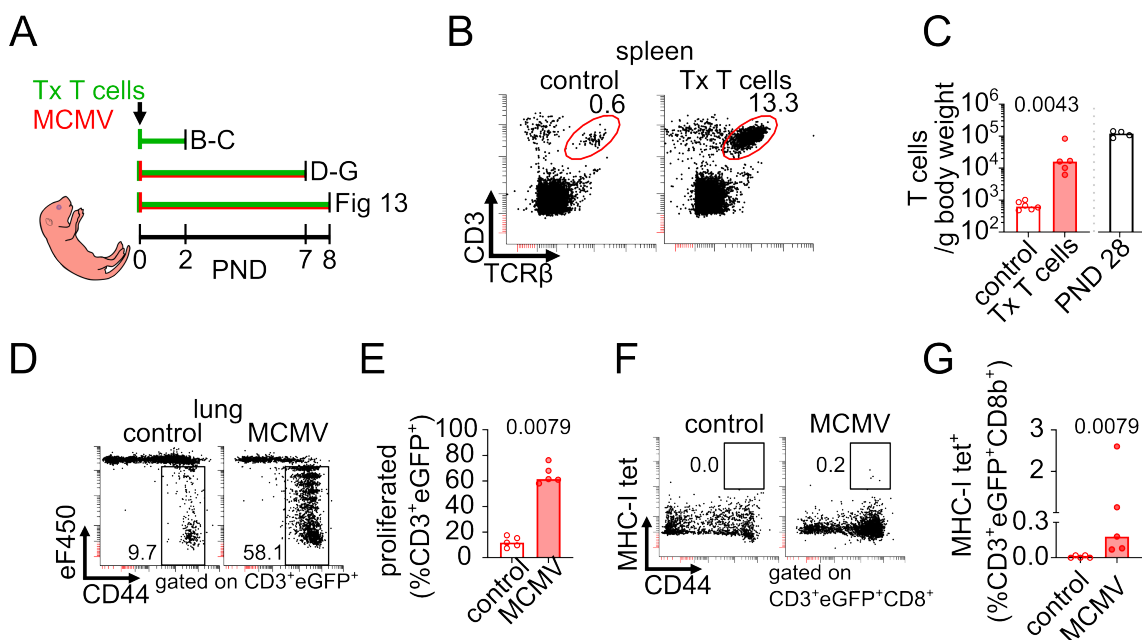 A
Tx T cells
MCMV
B-C
D-G
Fig 13
0 2 7 8
PND
B
spleen
control Tx T cells
0.6 13.3
CD3
TCRβ
C
T cells
/g body weight
10⁶
10⁵
10⁴
10³
10²
0.0043
control
Tx T cells
PND 28
D
lung
control MCMV
9.7 58.1
eF450
CD44
gated on CD3⁺eGFP⁺
E
proliferated
(%CD3⁺eGFP⁺)
100
80
60
40
20
0
0.0079
control
MCMV
F
control MCMV
0.0 0.2
MHC-I tet
CD44
gated on
CD3⁺eGFP⁺CD8⁺
G
MHC-I tet⁺
(%CD3⁺eGFP⁺CD8b⁺)
3
2
0.3
0.0
0.0079
control
MCMV